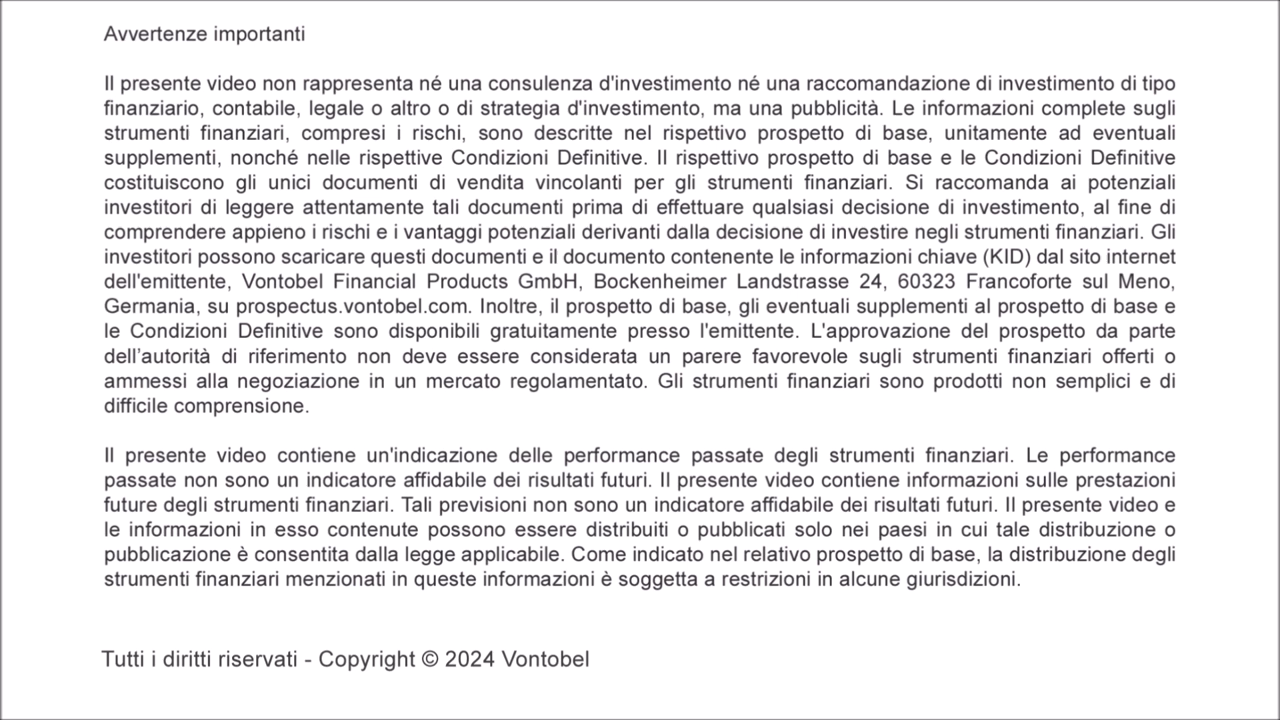 Avvertenze importanti
Il presente video non rappresenta né una consulenza d'investimento né una raccomandazione di investimento di tipo
finanziario, contabile, legale o altro o di strategia d'investimento, ma una pubblicità. Le informazioni complete sugli
strumenti finanziari, compresi i rischi, sono descritte nel rispettivo prospetto di base, unitamente ad eventuali
supplementi, nonché nelle rispettive Condizioni Definitive. Il rispettivo prospetto di base e le Condizioni Definitive
costituiscono gli unici documenti di vendita vincolanti per gli strumenti finanziari. Si raccomanda ai potenziali
investitori di leggere attentamente tali documenti prima di effettuare qualsiasi decisione di investimento, al fine di
comprendere appieno i rischi e i vantaggi potenziali derivanti dalla decisione di investire negli strumenti finanziari. Gli
investitori possono scaricare questi documenti e il documento contenente le informazioni chiave (KID) dal sito internet
dell'emittente, Vontobel Financial Products GmbH, Bockenheimer Landstrasse 24, 60323 Francoforte sul Meno,
Germania, su prospectus.vontobel.com. Inoltre, il prospetto di base, gli eventuali supplementi al prospetto di base e
le Condizioni Definitive sono disponibili gratuitamente presso l'emittente. L'approvazione del prospetto da parte
dell’autorità di riferimento non deve essere considerata un parere favorevole sugli strumenti finanziari offerti o
ammessi alla negoziazione in un mercato regolamentato. Gli strumenti finanziari sono prodotti non semplici e di
difficile comprensione.
Il presente video contiene un'indicazione delle performance passate degli strumenti finanziari. Le performance
passate non sono un indicatore affidabile dei risultati futuri. Il presente video contiene informazioni sulle prestazioni
future degli strumenti finanziari. Tali previsioni non sono un indicatore affidabile dei risultati futuri. Il presente video e
le informazioni in esso contenute possono essere distribuiti o pubblicati solo nei paesi in cui tale distribuzione o
pubblicazione è consentita dalla legge applicabile. Come indicato nel relativo prospetto di base, la distribuzione degli
strumenti finanziari menzionati in queste informazioni è soggetta a restrizioni in alcune giurisdizioni.
Tutti i diritti riservati - Copyright © 2024 Vontobel